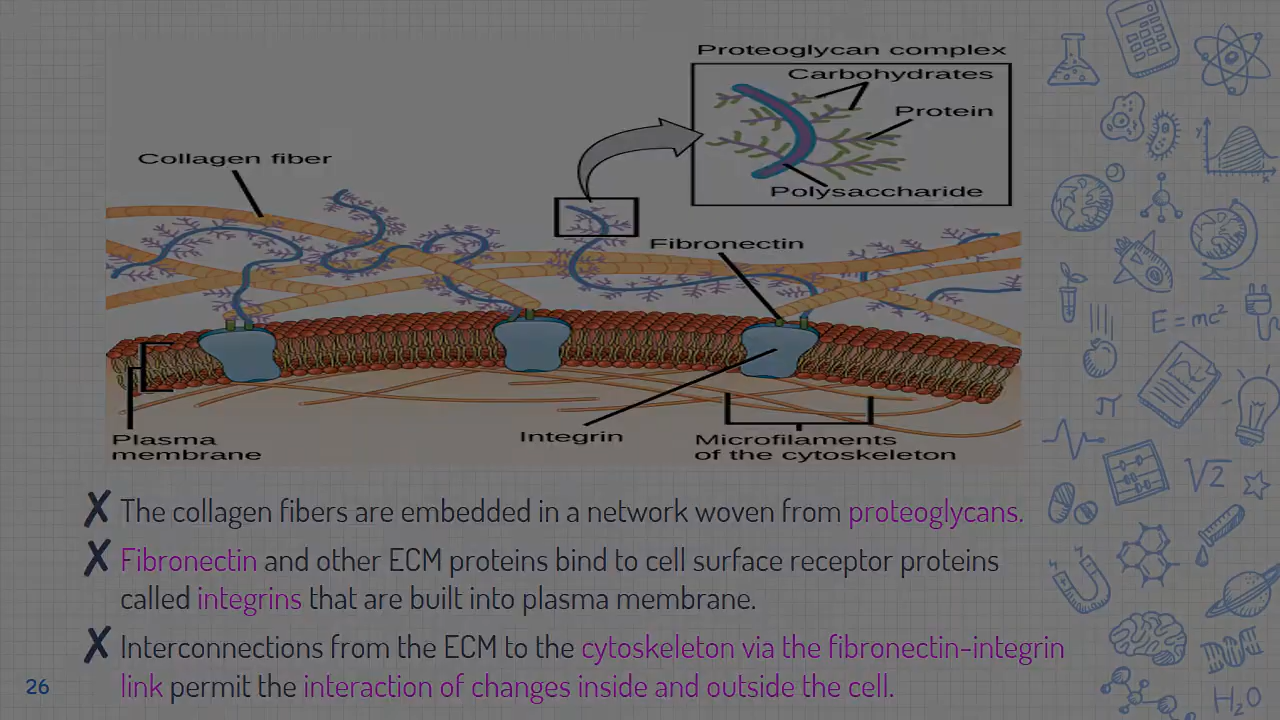 Proteoglycan complex
Carbohydrates
Protein
Polysaccharide
Collagen fiber
Fibronectin
Plasma
membrane
Integrin
Microfilaments
of the cytoskeleton
✗ The collagen fibers are embedded in a network woven from proteoglycans.
✗ Fibronectin and other ECM proteins bind to cell surface receptor proteins
called integrins that are built into plasma membrane.
✗ Interconnections from the ECM to the cytoskeleton via the fibronectin-integrin
link permit the interaction of changes inside and outside the cell.
26
y
x
E=mc²
π
√2
H₂O